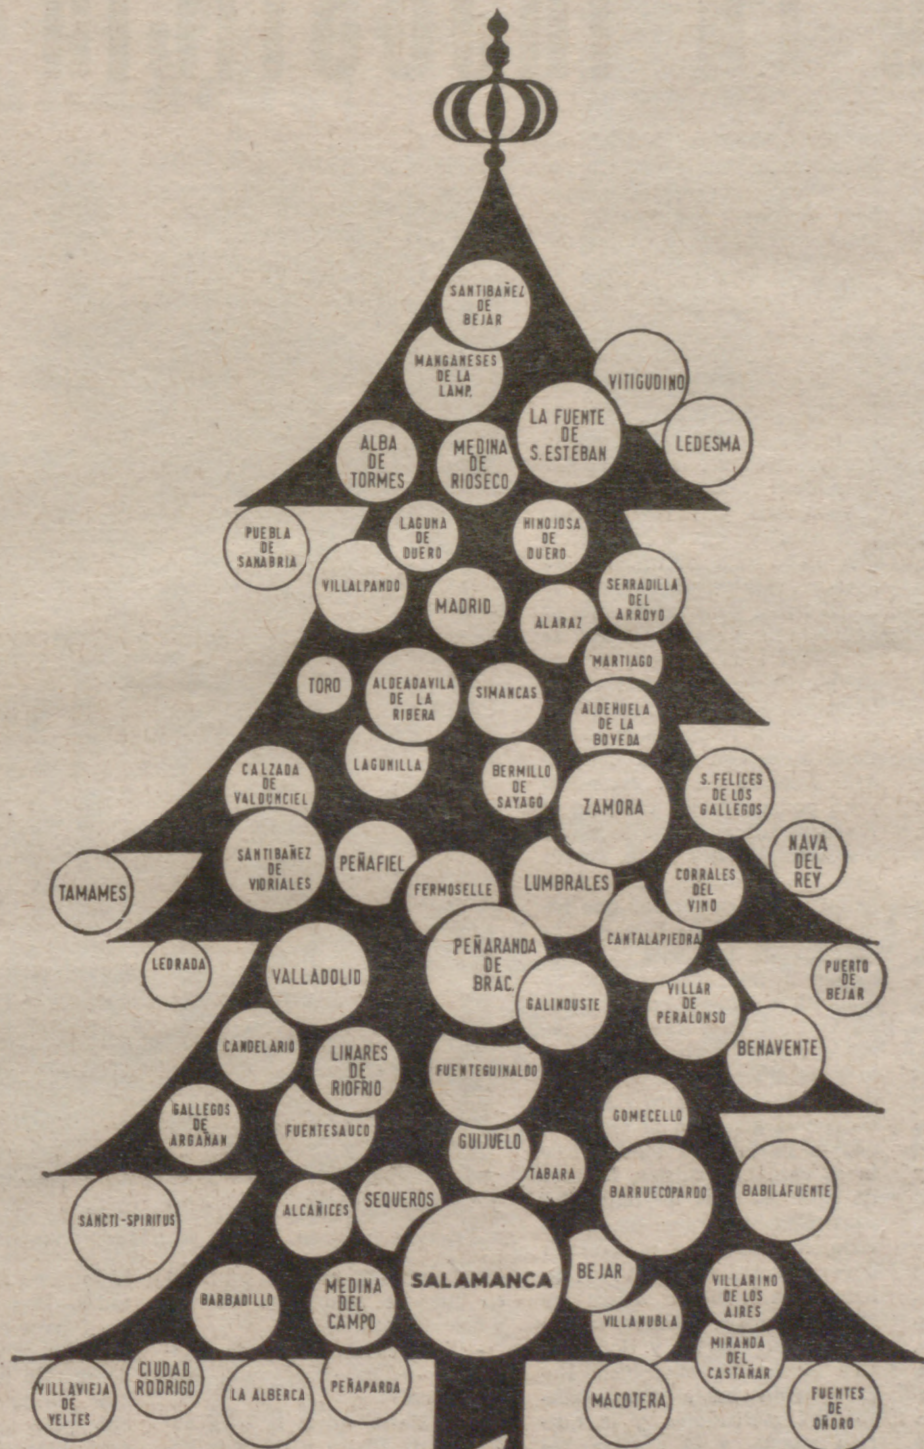 SANTIBAÑEZ
DE
BEJAR
MANGANESES
DE LA
LAMP.
VITIGUDINO
LA FUENTE
DE
S. ESTEBAN
LEDESMA
ALBA
DE
TORMES
MEDINA
DE
RIOSECO
PUEBLA
DE
SANABRIA
LAGUNA
DE
DUERO
HINOJOSA
DE
DUERO
VILLALPANDO
MADRID
ALARAZ
SERRADILLA
DEL
ARROYO
MARTIAGO
TORO
ALDEADAVILA
DE LA
RIBERA
SIMANCAS
ALDEHUELA
DE LA
BOVEDA
CALZADA
DE
VALDUNCIEL
LAGUNILLA
BERMILLO
DE
SAYAGO
ZAMORA
S. FELICES
DE LOS
GALLEGOS
NAVA
DEL
REY
TAMAMES
SANTIBAÑEZ
DE
VIDRIALES
PEÑAFIEL
FERMOSELLE
LUMBRALES
CORRALES
DEL
VINO
CANTALAPIEDRA
LEDRADA
VALLADOLID
PEÑARANDA
DE
BRAC.
GALINDUSTE
VILLAR
DE
PERALONSO
PUERTO
DE
BEJAR
CANDELARIO
LINARES
DE
RIOFRIO
FUENTEGUINALDO
BENAVENTE
GALLEGOS
DE
ARGAÑAN
FUENTESAUCO
GUIJUELO
TABARA
GOMECELLO
SANCTI-SPIRITUS
ALCAÑICES
SEQUEROS
BARRUECOPARDO
BABILAFUENTE
SALAMANCA
BEJAR
BARBADILLO
MEDINA
DEL
CAMPO
VILLANUBLA
VILLARINO
DE LOS
AIRES
MIRANDA
DEL
CASTAÑAR
VILLAVIEJA
DE
YELTES
CIUDAD
RODRIGO
LA ALBERCA
PEÑAPARDA
MACOTERA
FUENTES
DE
OÑORO